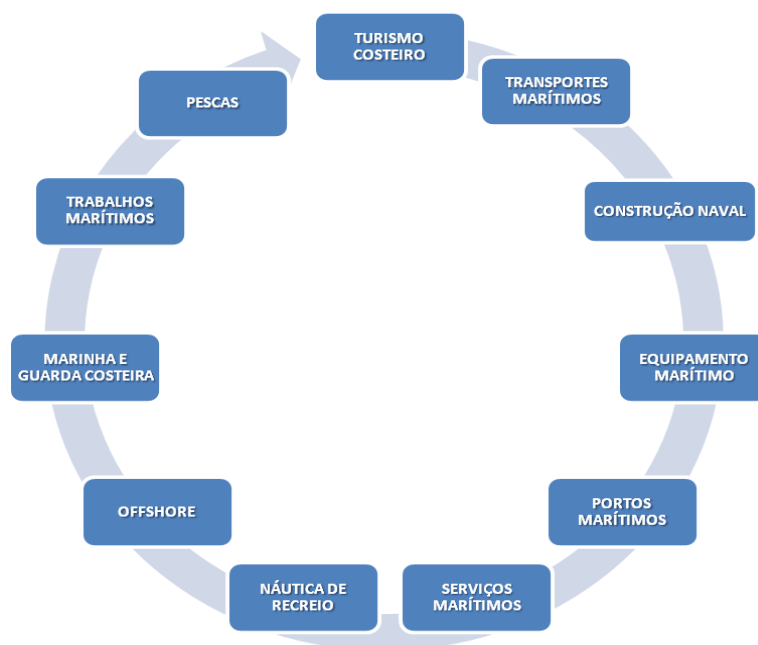 TURISMO
COSTEIRO
TRANSPORTES
MARÍTIMOS
CONSTRUÇÃO NAVAL
EQUIPAMENTO
MARÍTIMO
PORTOS
MARÍTIMOS
SERVIÇOS
MARÍTIMOS
NÁUTICA DE
RECREIO
OFFSHORE
MARINHA E
GUARDA COSTEIRA
TRABALHOS
MARÍTIMOS
PESCAS